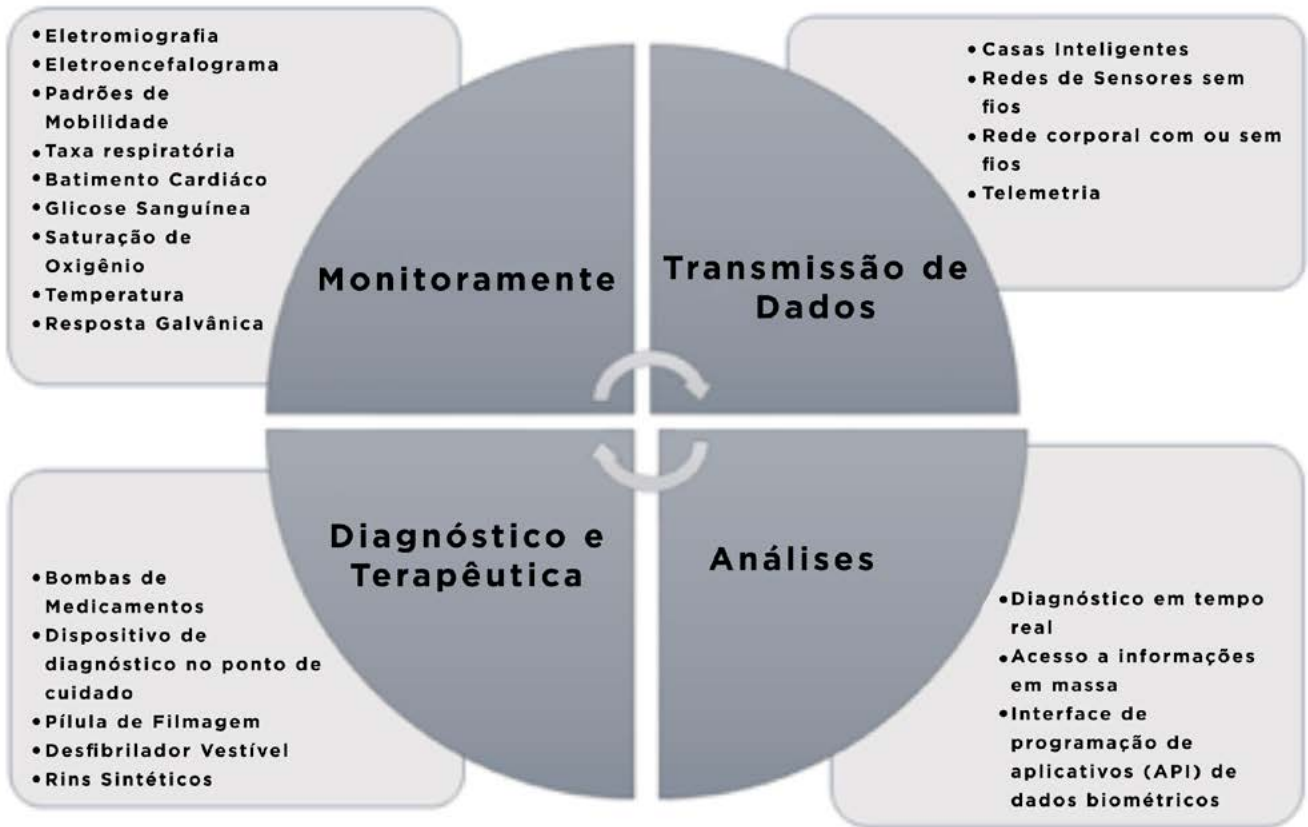 •Eletromiografia
•Eletroencefalograma
•Padrões de
Mobilidade
•Taxa respiratória
•Batimento Cardiáco
•Glicose Sanguínea
•Saturação de
Oxigênio
•Temperatura
•Resposta Galvânica
Monitoramente
• Casas Inteligentes
• Redes de Sensores sem
fios
• Rede corporal com ou sem
fios
• Telemetria
Transmissão de
Dados
Diagnóstico e
Terapêutica
•Bombas de
Medicamentos
•Dispositivo de
diagnóstico no ponto de
cuidado
•Pílula de Filmagem
•Desfibrilador Vestível
•Rins Sintéticos
Análises
•Diagnóstico em tempo
real
•Acesso a informações
em massa
•Interface de
programação de
aplicativos (API) de
dados biométricos